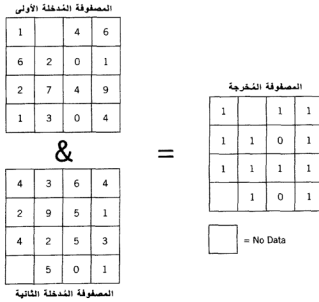 المصفوفة المُدخلة الأولى
1 4 6
6 2 0 1
2 7 4 9
1 3 0 4
&
4 3 6 4
2 9 5 1
4 2 5 3
5 0 1
المصفوفة المُدخلة الثانية
=
المصفوفة المُخرجة
1 1 1
1 1 0 1
1 1 1 1
1 0 1
= No Data